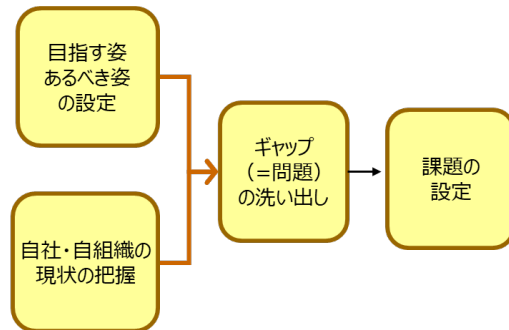 目指す姿
あるべき姿
の設定
自社・自組織の
現状の把握
ギャップ
（=問題）
の洗い出し
課題の
設定